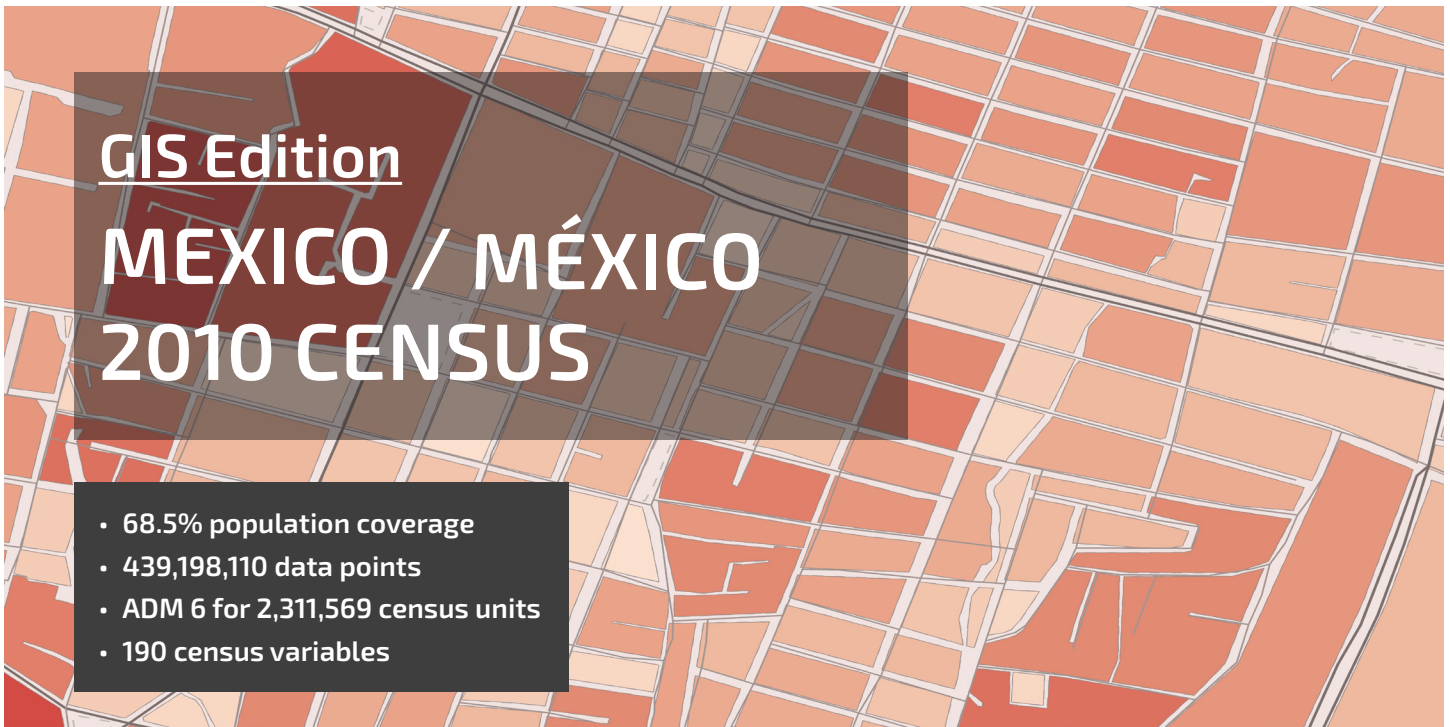 GIS Edition
MEXICO / MÉXICO
2010 CENSUS
• 68.5% population coverage
• 439,198,110 data points
• ADM 6 for 2,311,569 census units
• 190 census variables